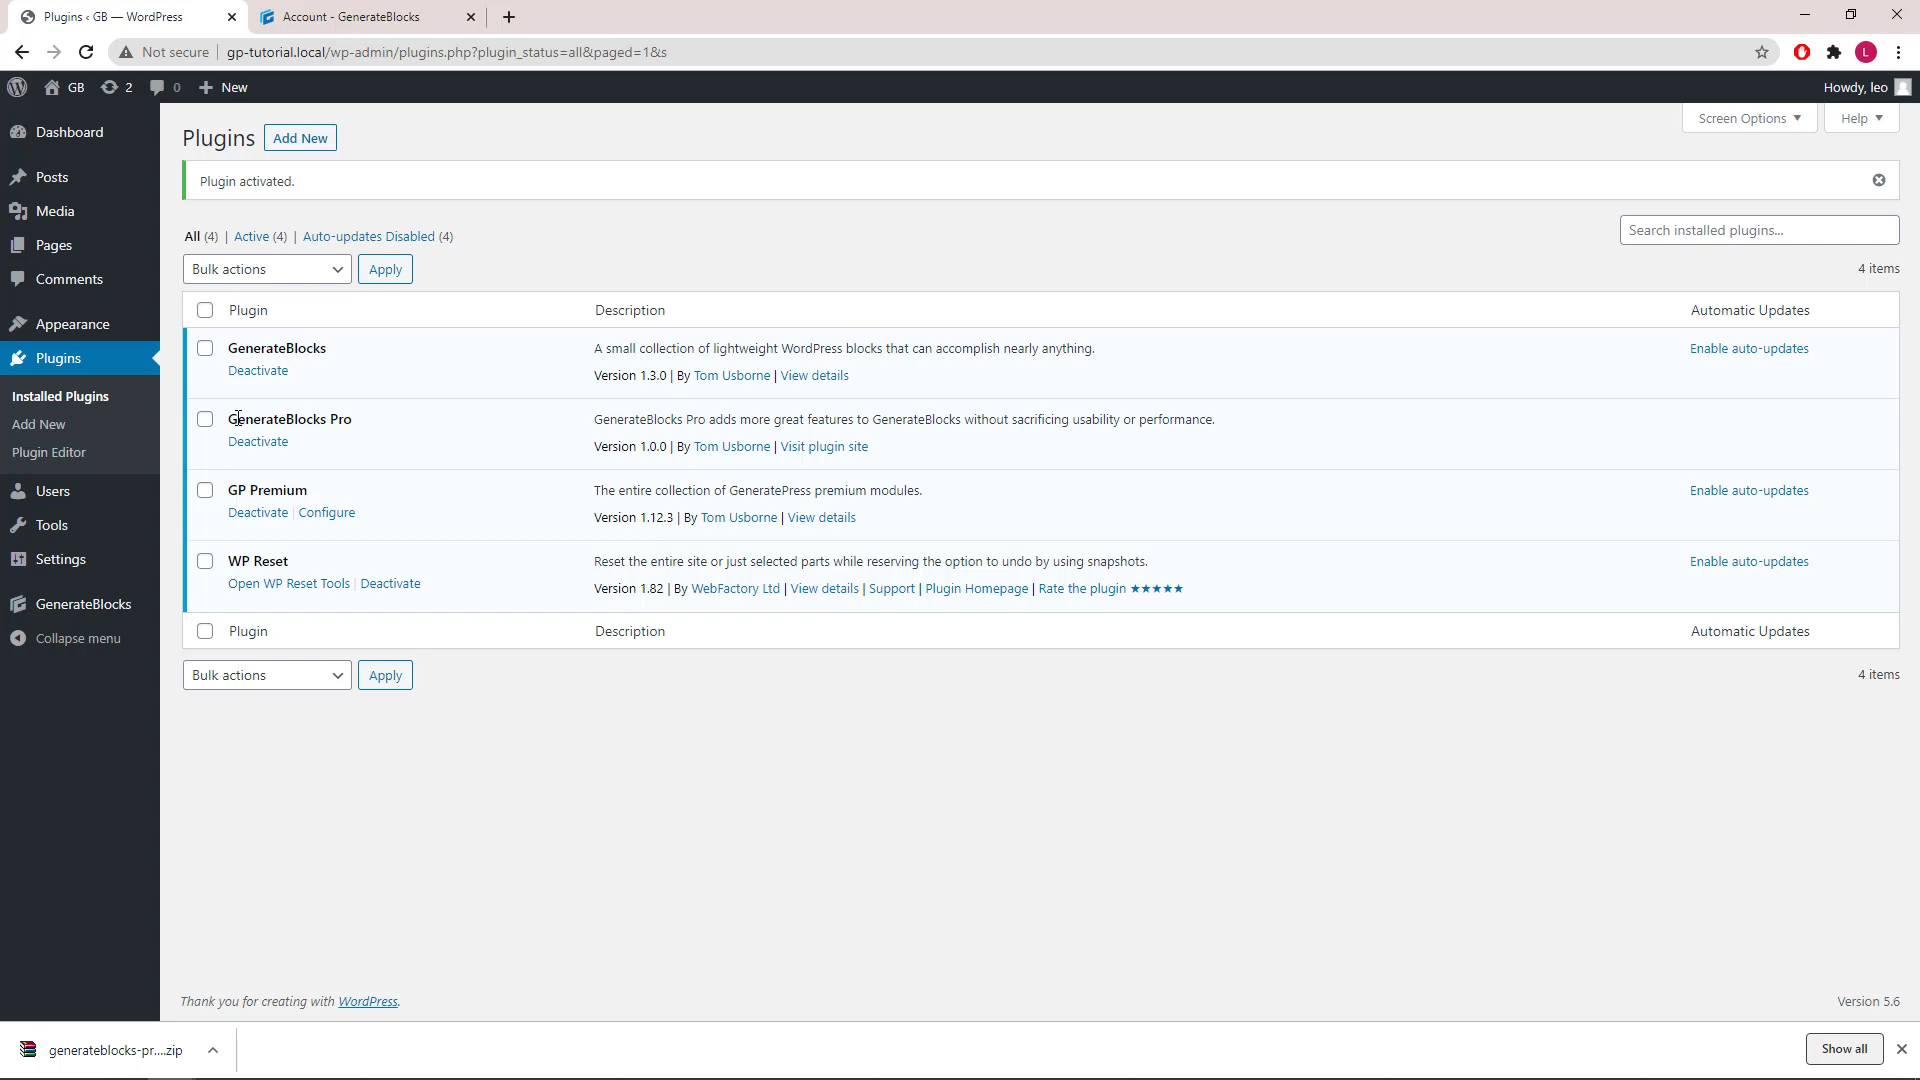 Plugins ‹ GB — WordPress
Account - GenerateBlocks
Not secure
gp-tutorial.local/wp-admin/plugins.php?plugin_status=all&paged=1&s
L
GB
2
0
New
Howdy, leo
Dashboard
Posts
Media
Pages
Comments
Appearance
Plugins
Installed Plugins
Add New
Plugin Editor
Users
Tools
Settings
GenerateBlocks
Collapse menu
Screen Options
Help
Plugins
Add New
Plugin activated.
All (4) | Active (4) | Auto-updates Disabled (4)
Search installed plugins...
Bulk actions
Apply
4 items
Plugin
Description
Automatic Updates
GenerateBlocks
Deactivate
A small collection of lightweight WordPress blocks that can accomplish nearly anything.
Version 1.3.0 | By Tom Usborne | View details
Enable auto-updates
GenerateBlocks Pro
Deactivate
GenerateBlocks Pro adds more great features to GenerateBlocks without sacrificing usability or performance.
Version 1.0.0 | By Tom Usborne | Visit plugin site
GP Premium
Deactivate | Configure
The entire collection of GeneratePress premium modules.
Version 1.12.3 | By Tom Usborne | View details
Enable auto-updates
WP Reset
Open WP Reset Tools | Deactivate
Reset the entire site or just selected parts while reserving the option to undo by using snapshots.
Version 1.82 | By WebFactory Ltd | View details | Support | Plugin Homepage | Rate the plugin ★★★★★
Enable auto-updates
Plugin
Description
Automatic Updates
Bulk actions
Apply
4 items
Thank you for creating with WordPress.
Version 5.6
generateblocks-pr....zip
Show all